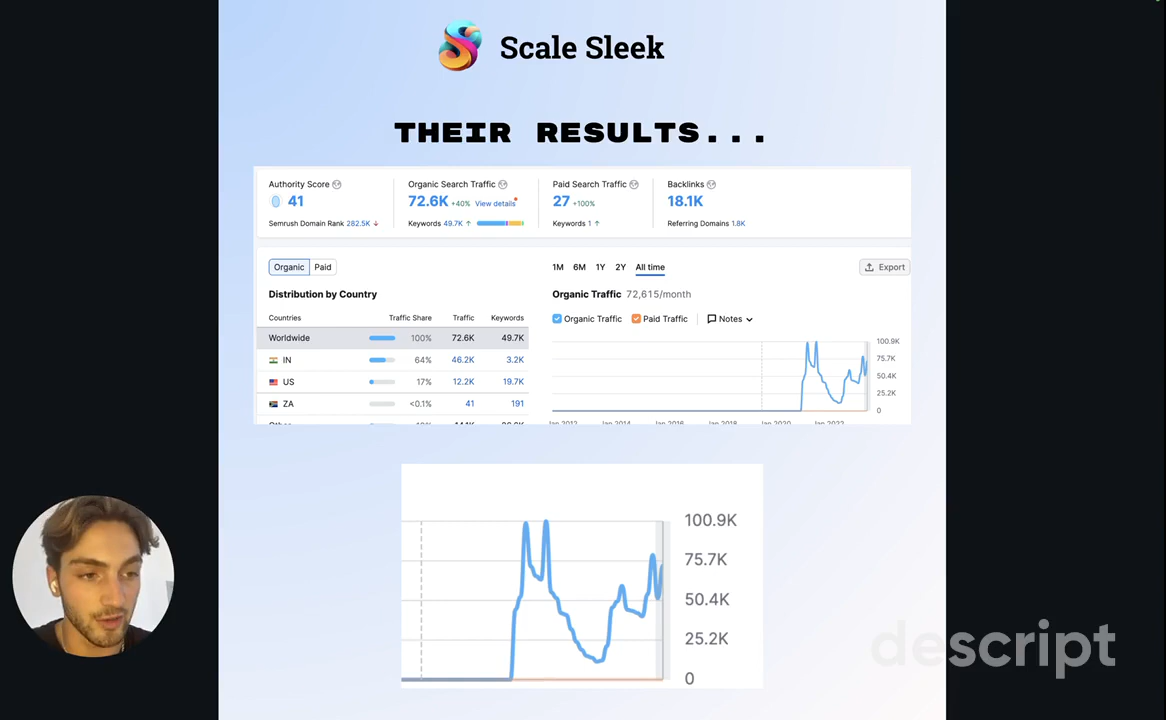 Scale Sleek
THEIR RESULTS...
Authority Score
41
Semrush Domain Rank 282.5K ↓
Organic Search Traffic
72.6K +40% View details
Keywords 49.7K ↑
Paid Search Traffic
27 +100%
Keywords 1 ↑
Backlinks
18.1K
Referring Domains 1.8K
Organic Paid
Distribution by Country
Countries Traffic Share Traffic Keywords
Worldwide 100% 72.6K 49.7K
IN 64% 46.2K 3.2K
US 17% 12.2K 19.7K
ZA <0.1% 41 191
1M 6M 1Y 2Y All time
Export
Organic Traffic 72,615/month
Organic Traffic Paid Traffic Notes
100.9K
75.7K
50.4K
25.2K
0
Jan 2012 Jan 2014 Jan 2016 Jan 2018 Jan 2020 Jan 2022
100.9K
75.7K
50.4K
25.2K
0
descript